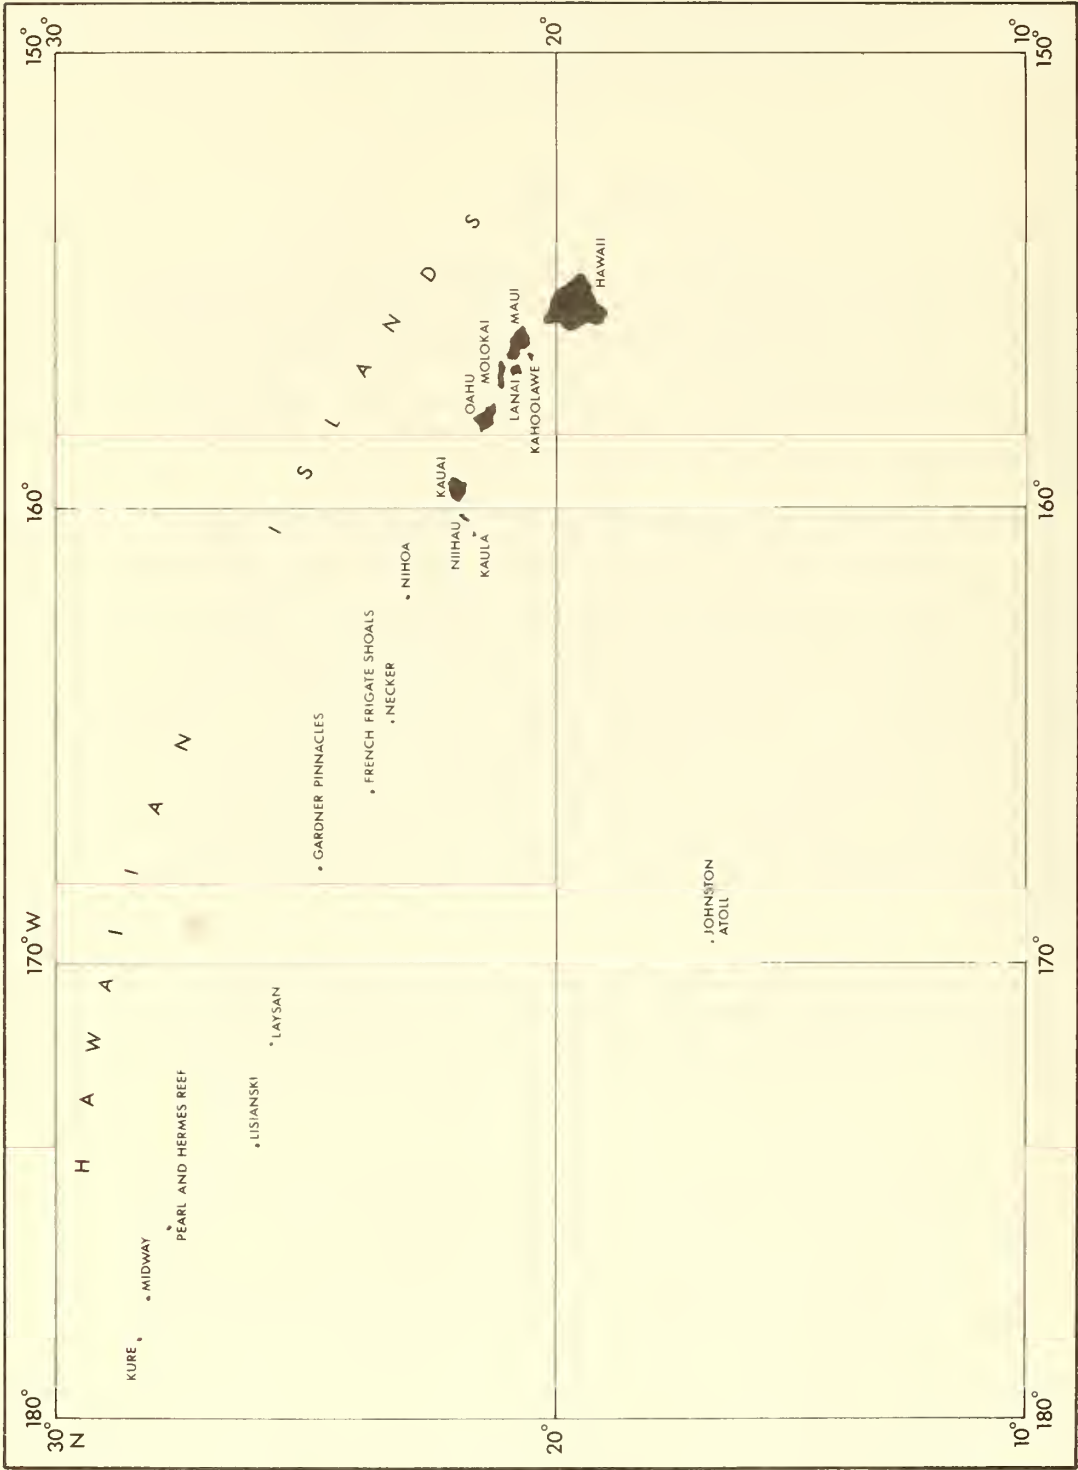 180°
170° W
160°
150°
30°
N
30°
H A W A I I A N
I S L A N D S
KURE
MIDWAY
PEARL AND HERMES REEF
LISIANSKI
LAYSAN
GARDNER PINNACLES
FRENCH FRIGATE SHOALS
NECKER
NIHOA
KAUAI
NIIHAU
KAULA
OAHU
MOLOKAI
MAUI
LANAI
KAHOOLAWE
HAWAII
20°
20°
JOHNSTON
ATOLL
10°
10°
180°
170°
160°
150°